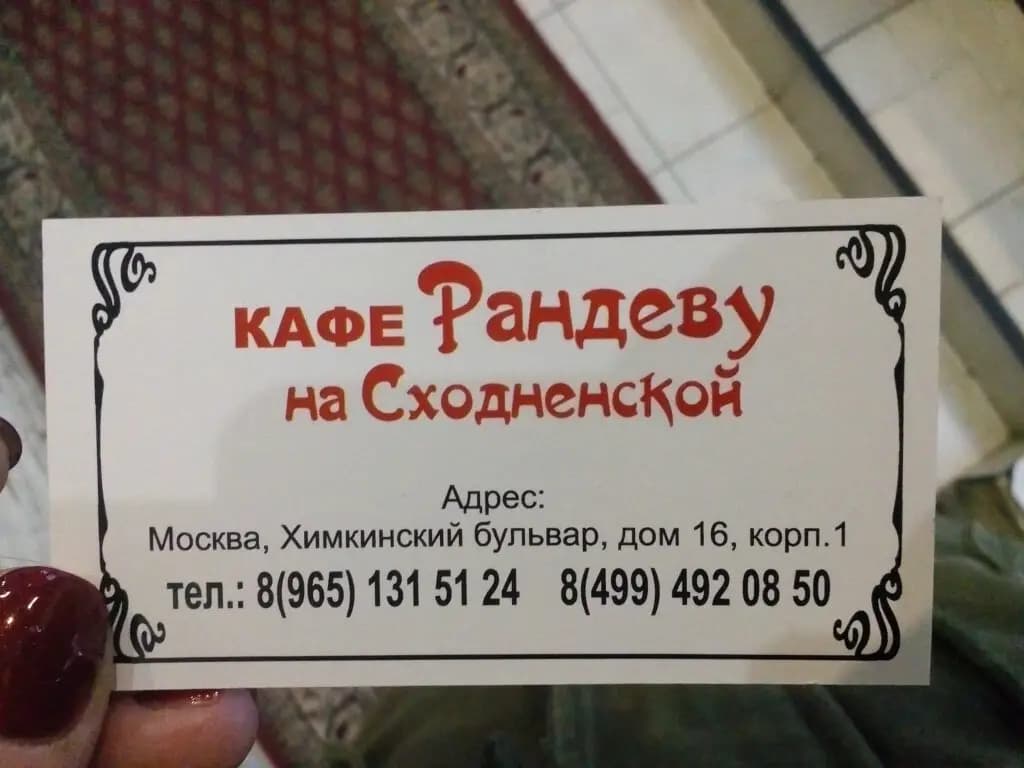 КАФЕ Рандеву
на Сходненской
Адрес:
Москва, Химкинский бульвар, дом 16, корп.1
тел.: 8(965) 131 51 24 8(499) 492 08 50